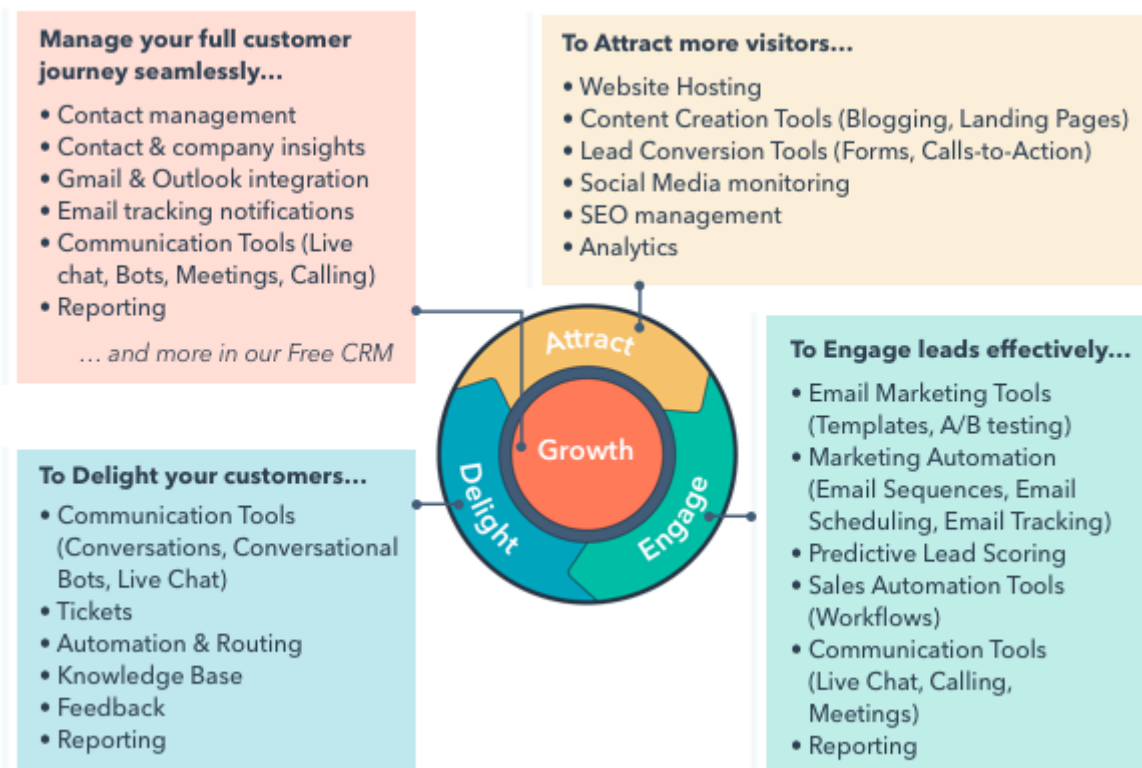 Manage your full customer
journey seamlessly...
• Contact management
• Contact & company insights
• Gmail & Outlook integration
• Email tracking notifications
• Communication Tools (Live
chat, Bots, Meetings, Calling)
• Reporting
... and more in our Free CRM
To Attract more visitors...
• Website Hosting
• Content Creation Tools (Blogging, Landing Pages)
• Lead Conversion Tools (Forms, Calls-to-Action)
• Social Media monitoring
• SEO management
• Analytics
Attract
Growth
Delight
Engage
To Engage leads effectively...
• Email Marketing Tools
(Templates, A/B testing)
• Marketing Automation
(Email Sequences, Email
Scheduling, Email Tracking)
• Predictive Lead Scoring
• Sales Automation Tools
(Workflows)
• Communication Tools
(Live Chat, Calling,
Meetings)
• Reporting
To Delight your customers...
• Communication Tools
(Conversations, Conversational
Bots, Live Chat)
• Tickets
• Automation & Routing
• Knowledge Base
• Feedback
• Reporting